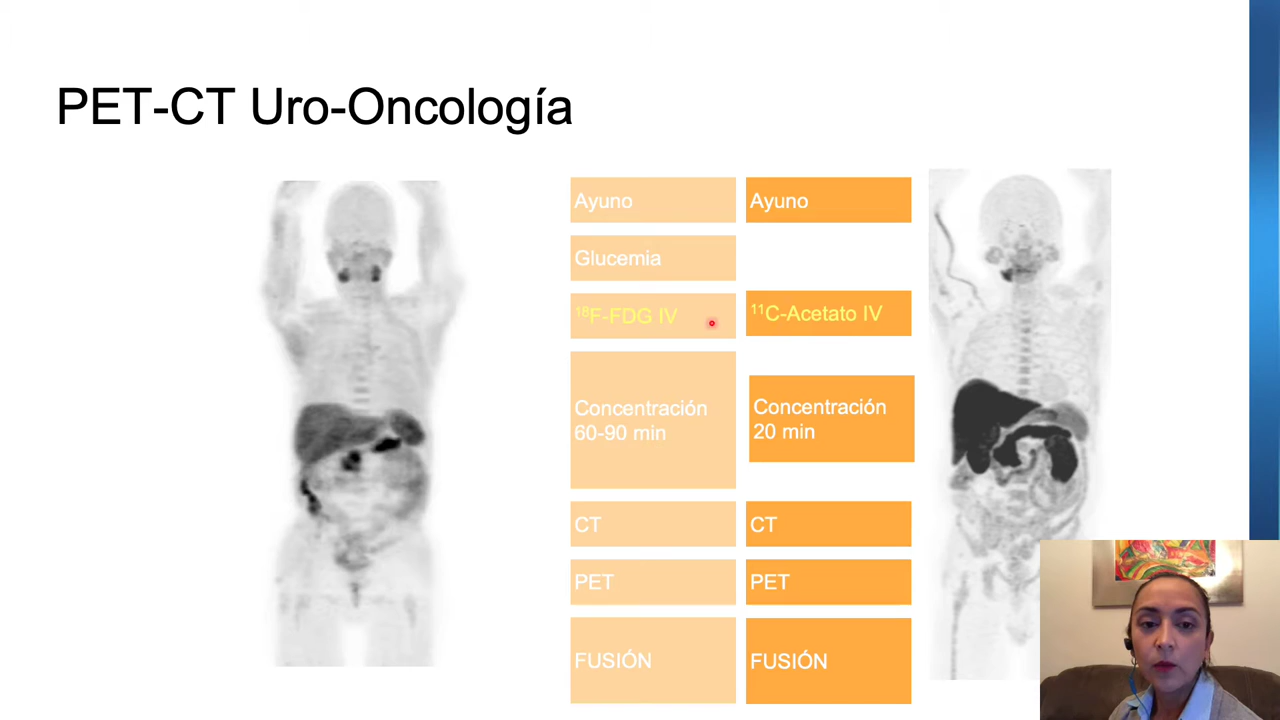 PET-CT Uro-Oncología
Ayuno
Ayuno
Glucemia
¹⁸F-FDG IV
¹¹C-Acetato IV
Concentración
60-90 min
Concentración
20 min
CT
CT
PET
PET
FUSIÓN
FUSIÓN